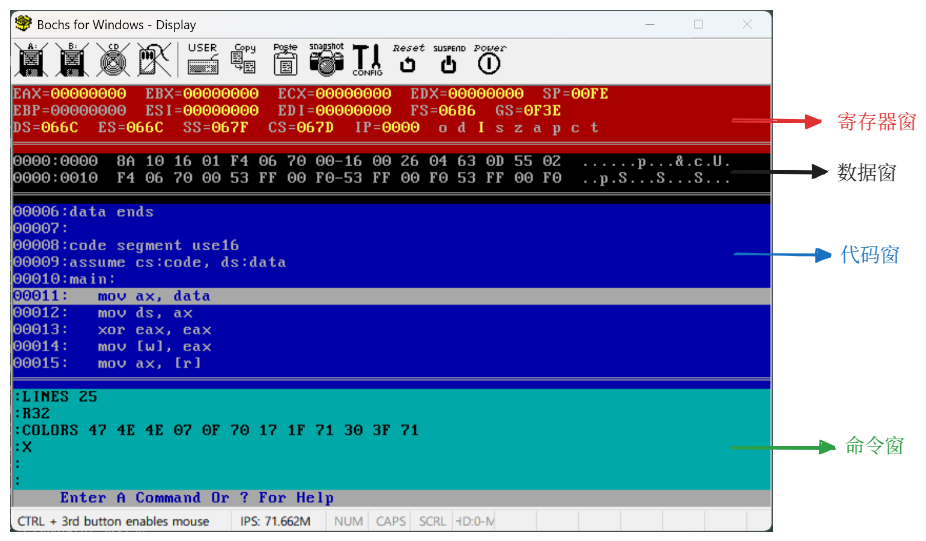 Bochs for Windows - Display
A: B: CD USER Copy Paste snapshot CONFIG Reset SUSPEND Power
EAX=00000000 EBX=00000000 ECX=00000000 EDX=00000000 SP=00FE
EBP=00000000 ESI=00000000 EDI=00000000 FS=06B6 GS=0F3E
DS=066C ES=066C SS=067F CS=067D IP=0000 o d I s z a p c t
寄存器窗
0000:0000 8A 10 16 01 F4 06 70 00-16 00 26 04 63 0D 55 02 ......p...&.c.U.
0000:0010 F4 06 70 00 53 FF 00 F0-53 FF 00 F0 53 FF 00 F0 ..p.S...S...S...
数据窗
00006:data ends
00007:
00008:code segment use16
00009:assume cs:code, ds:data
代码窗
00010:main:
00011: mov ax, data
00012: mov ds, ax
00013: xor eax, eax
00014: mov [w], eax
00015: mov ax, [r]
:LINES 25
:R32
:COLORS 47 4E 4E 07 0F 70 17 1F 71 30 3F 71
:X
命令窗
:
:
Enter A Command Or ? For Help
CTRL + 3rd button enables mouse IPS: 71.662M NUM CAPS SCRL HD:0-M